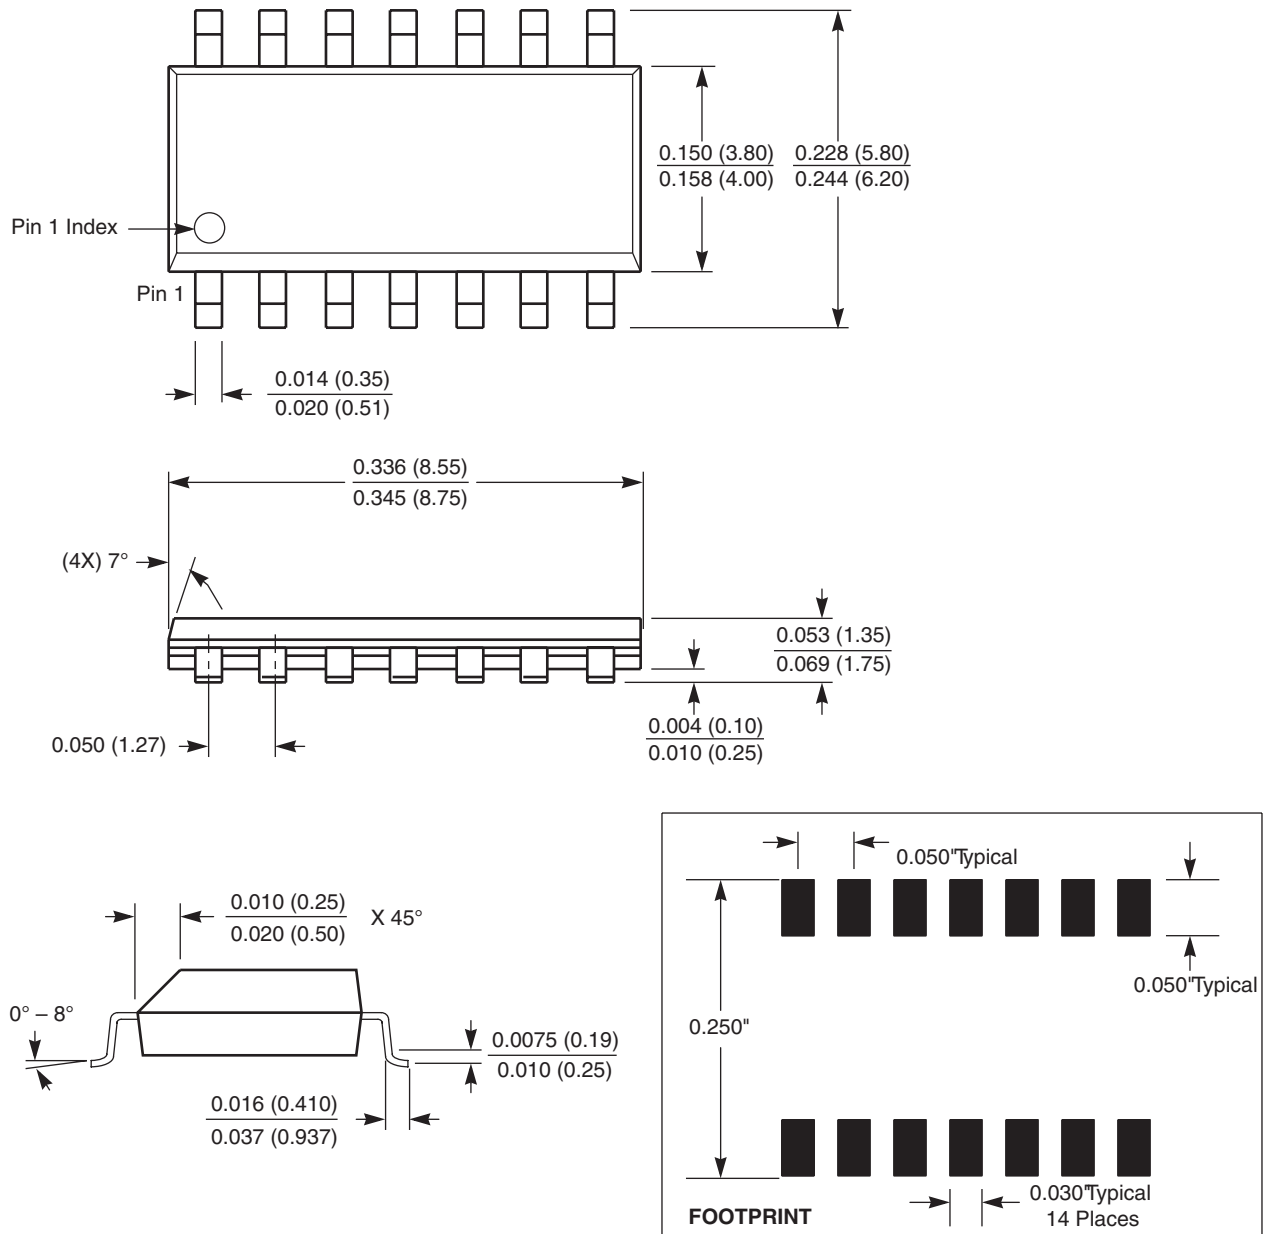 0.150 (3.80)
0.158 (4.00)
0.228 (5.80)
0.244 (6.20)
Pin 1 Index
Pin 1
0.014 (0.35)
0.020 (0.51)
0.336 (8.55)
0.345 (8.75)
(4X) 7°
0.053 (1.35)
0.069 (1.75)
0.004 (0.10)
0.010 (0.25)
0.050 (1.27)
0.010 (0.25)
0.020 (0.50)
X 45°
0° – 8°
0.0075 (0.19)
0.010 (0.25)
0.016 (0.410)
0.037 (0.937)
0.050"Typical
0.050"Typical
0.250"
0.030"Typical
14 Places
FOOTPRINT